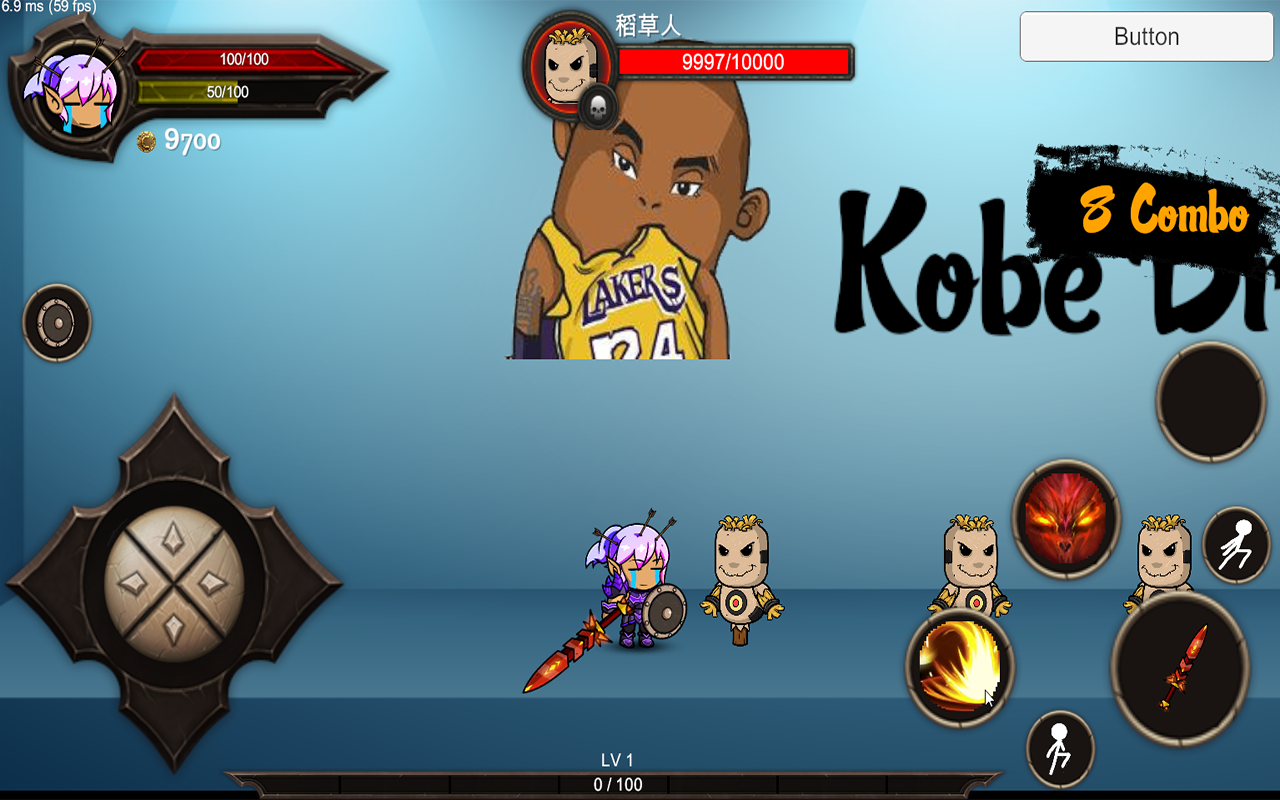 6.9 ms (59 fps)
稻草人
Button
100/100
9997/10000
50/100
9700
8 Combo
Kobe
LAKERS
24
LV 1
0 / 100